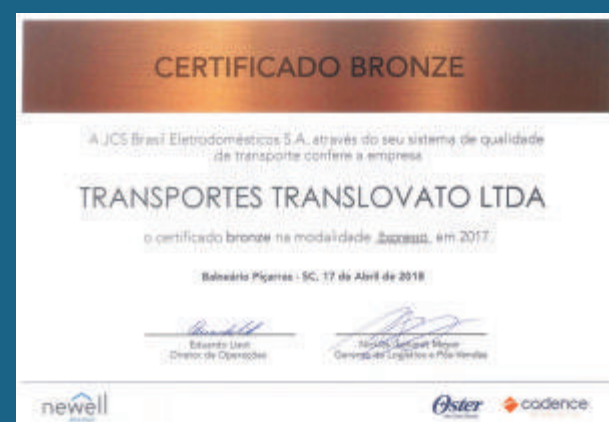 CERTIFICADO BRONZE
A JCS Brasil Eletrodomésticos S.A. através do seu sistema de qualidade
de transporte confere a empresa
TRANSPORTES TRANSLOVATO LTDA
o certificado bronze na modalidade Expresso, em 2017.
Balneário Piçarras - SC, 17 de Abril de 2018
Eduardo
Diretor de Operações
Gerente de Logística e Pós-Vendas
newell
Oster
cadence